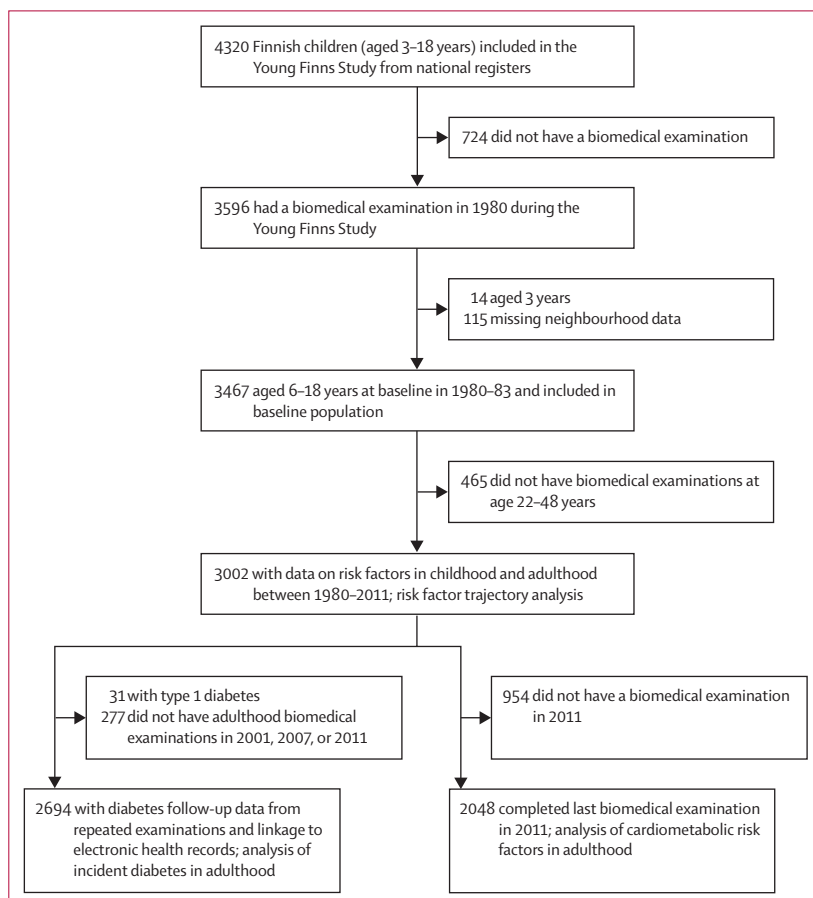 4320 Finnish children (aged 3–18 years) included in the
Young Finns Study from national registers
724 did not have a biomedical examination
3596 had a biomedical examination in 1980 during the
Young Finns Study
14 aged 3 years
115 missing neighbourhood data
3467 aged 6–18 years at baseline in 1980–83 and included in
baseline population
465 did not have biomedical examinations at
age 22–48 years
3002 with data on risk factors in childhood and adulthood
between 1980–2011; risk factor trajectory analysis
31 with type 1 diabetes
277 did not have adulthood biomedical
examinations in 2001, 2007, or 2011
954 did not have a biomedical examination
in 2011
2694 with diabetes follow-up data from
repeated examinations and linkage to
electronic health records; analysis of
incident diabetes in adulthood
2048 completed last biomedical examination
in 2011; analysis of cardiometabolic risk
factors in adulthood